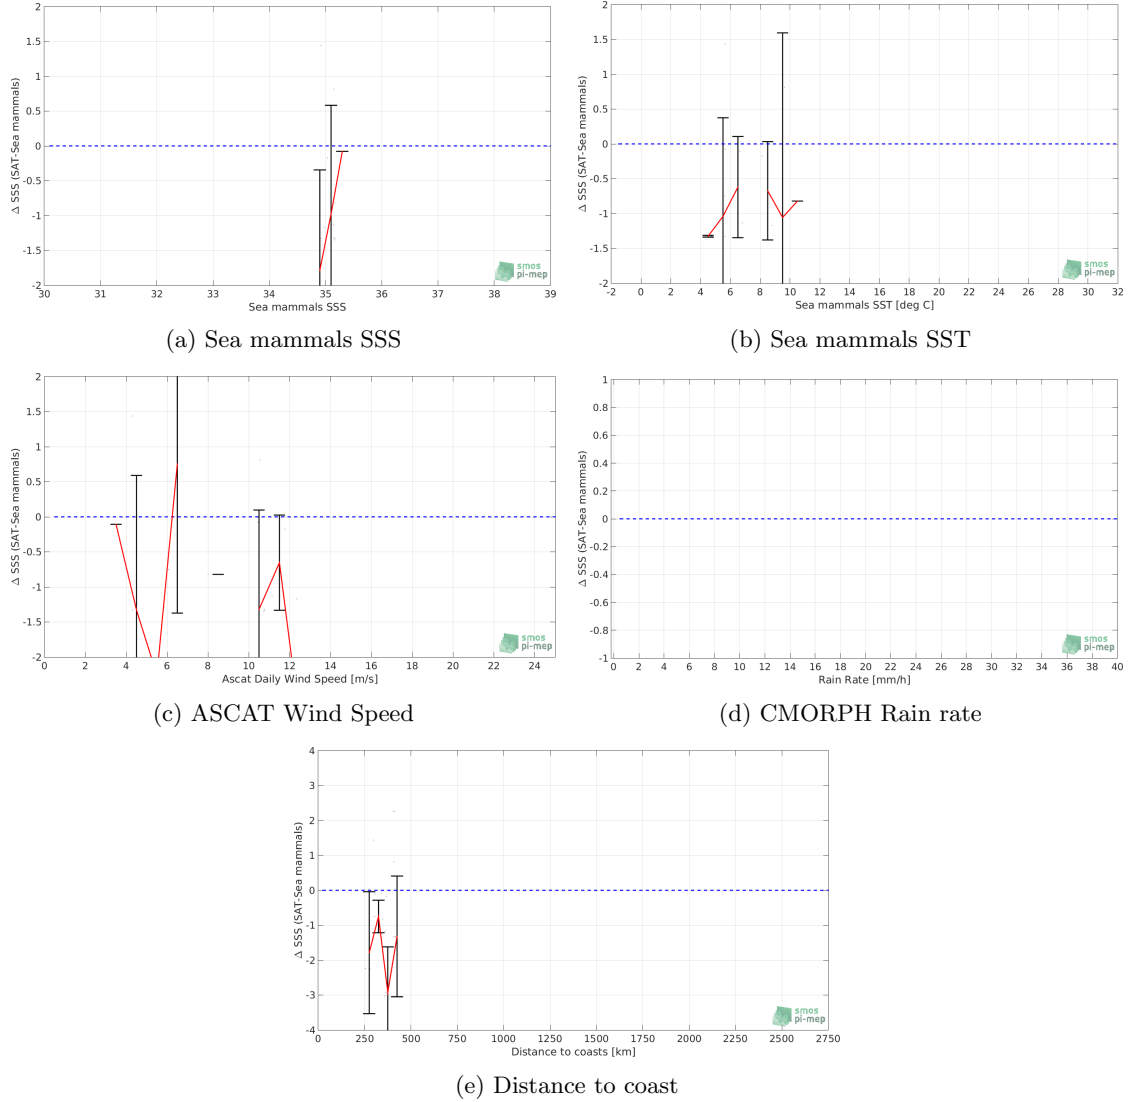 2
1.5
1
0.5
0
-0.5
-1
-1.5
-2
Δ SSS (SAT-Sea mammals)
30 31 32 33 34 35 36 37 38 39
Sea mammals SSS
smos
pi-mep
(a) Sea mammals SSS
2
1.5
1
0.5
0
-0.5
-1
-1.5
-2
Δ SSS (SAT-Sea mammals)
-2 0 2 4 6 8 10 12 14 16 18 20 22 24 26 28 30 32
Sea mammals SST [deg C]
smos
pi-mep
(b) Sea mammals SST
2
1.5
1
0.5
0
-0.5
-1
-1.5
-2
Δ SSS (SAT-Sea mammals)
0 2 4 6 8 10 12 14 16 18 20 22 24
Ascat Daily Wind Speed [m/s]
smos
pi-mep
(c) ASCAT Wind Speed
1
0.8
0.6
0.4
0.2
0
-0.2
-0.4
-0.6
-0.8
-1
Δ SSS (SAT-Sea mammals)
0 2 4 6 8 10 12 14 16 18 20 22 24 26 28 30 32 34 36 38 40
Rain Rate [mm/h]
smos
pi-mep
(d) CMORPH Rain rate
4
3
2
1
0
-1
-2
-3
-4
Δ SSS (SAT-Sea mammals)
0 250 500 750 1000 1250 1500 1750 2000 2250 2500 2750
Distance to coasts [km]
smos
pi-mep
(e) Distance to coast